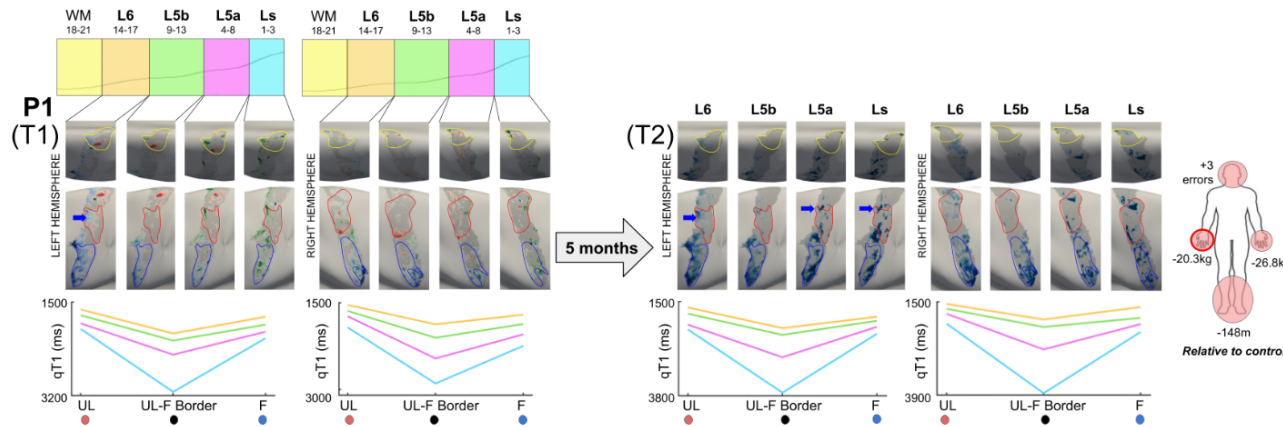 WM L6 L5b L5a Ls
18-21 14-17 9-13 4-8 1-3
WM L6 L5b L5a Ls
18-21 14-17 9-13 4-8 1-3
P1
(T1)
LEFT HEMISPHERE
RIGHT HEMISPHERE
1500
qT1 (ms)
3200
UL UL-F Border F
1500
qT1 (ms)
3000
UL UL-F Border F
5 months
(T2)
L6 L5b L5a Ls
L6 L5b L5a Ls
LEFT HEMISPHERE
RIGHT HEMISPHERE
1500
qT1 (ms)
3800
UL UL-F Border F
1500
qT1 (ms)
3900
UL UL-F Border F
+3
errors
-20.3kg
-26.8k
-148m
Relative to control